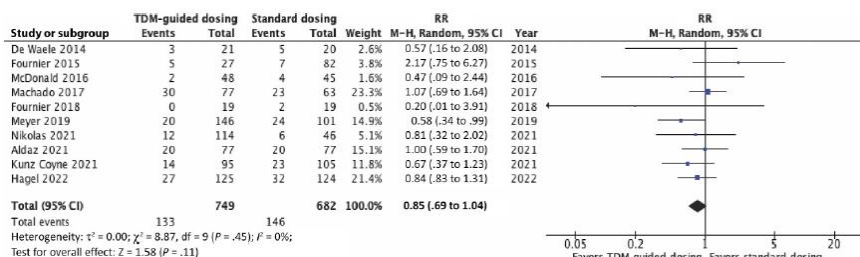 TDM-guided dosing Standard dosing RR RR
Study or subgroup Events Total Events Total Weight M-H, Random, 95% CI Year M-H, Random, 95% CI
De Waele 2014 3 21 5 20 2.6% 0.57 (.16 to 2.08) 2014
Fournier 2015 5 27 7 82 3.8% 2.17 (.75 to 6.27) 2015
McDonald 2016 2 48 4 45 1.6% 0.47 (.09 to 2.44) 2016
Machado 2017 30 77 23 63 23.3% 1.07 (.69 to 1.64) 2017
Fournier 2018 0 19 2 19 0.5% 0.20 (.01 to 3.91) 2018
Meyer 2019 20 146 24 101 14.9% 0.58 (.34 to .99) 2019
Nikolas 2021 12 114 6 46 5.1% 0.81 (.32 to 2.02) 2021
Aldaz 2021 20 77 20 77 15.1% 1.00 (.59 to 1.70) 2021
Kunz Coyne 2021 14 95 23 105 11.8% 0.67 (.37 to 1.23) 2021
Hagel 2022 27 125 32 124 21.4% 0.84 (.83 to 1.31) 2022
Total (95% CI) 749 682 100.0% 0.85 (.69 to 1.04)
Total events 133 146
Heterogeneity: τ² = 0.00; χ² = 8.87, df = 9 (P = .45); I² = 0%;
Test for overall effect: Z = 1.58 (P = .11)
0.05 0.2 1 5 20
Favors TDM-guided dosing Favors standard dosing